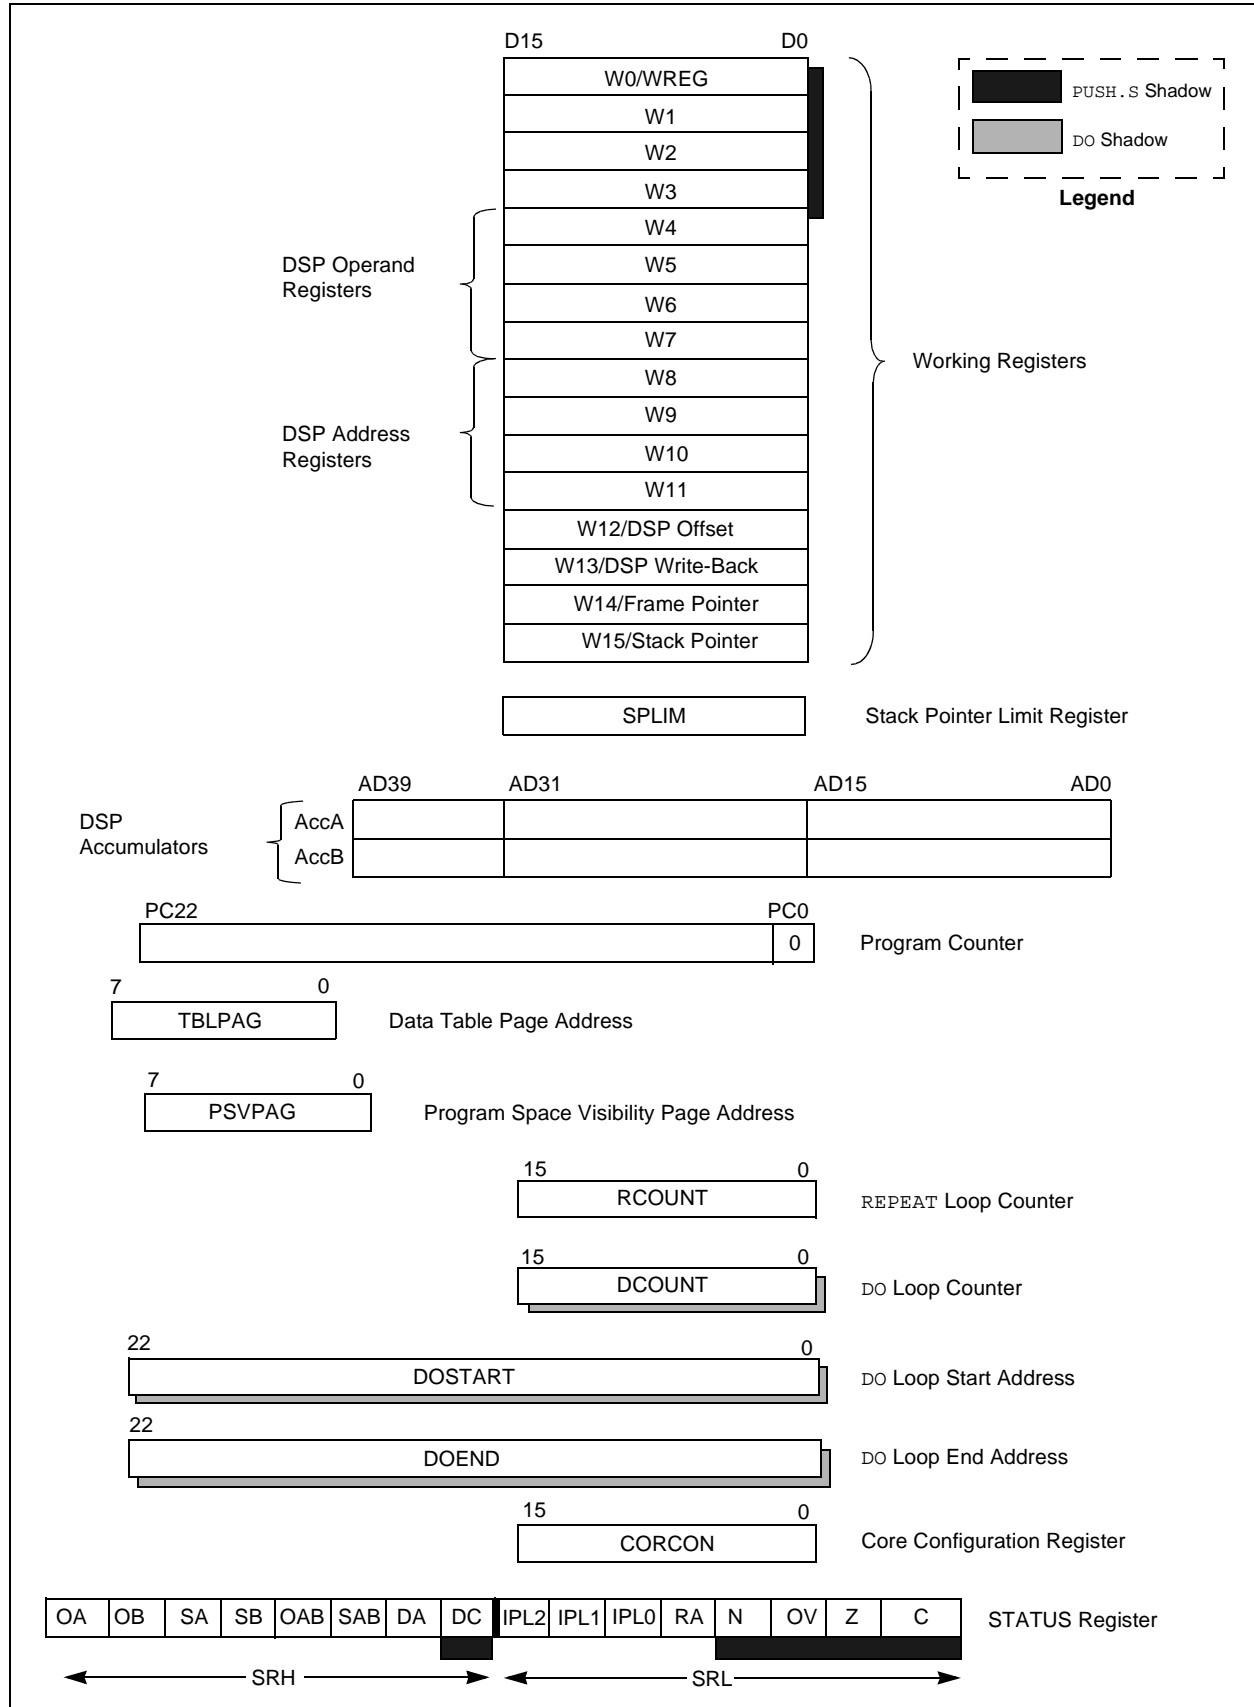 D15 D0
W0/WREG
PUSH.S Shadow
W1
W2
DO Shadow
W3
Legend
W4
DSP Operand
Registers
W5
W6
W7
Working Registers
W8
W9
DSP Address
Registers
W10
W11
W12/DSP Offset
W13/DSP Write-Back
W14/Frame Pointer
W15/Stack Pointer
SPLIM Stack Pointer Limit Register
AD39 AD31 AD15 AD0
DSP
Accumulators
AccA
AccB
PC22 PC0
0 Program Counter
7 0
TBLPAG Data Table Page Address
7 0
PSVPAG Program Space Visibility Page Address
15 0
RCOUNT REPEAT Loop Counter
15 0
DCOUNT DO Loop Counter
22 0
DOSTART DO Loop Start Address
22
DOEND DO Loop End Address
15 0
CORCON Core Configuration Register
OA OB SA SB OAB SAB DA DC IPL2 IPL1 IPL0 RA N OV Z C STATUS Register
SRH SRL